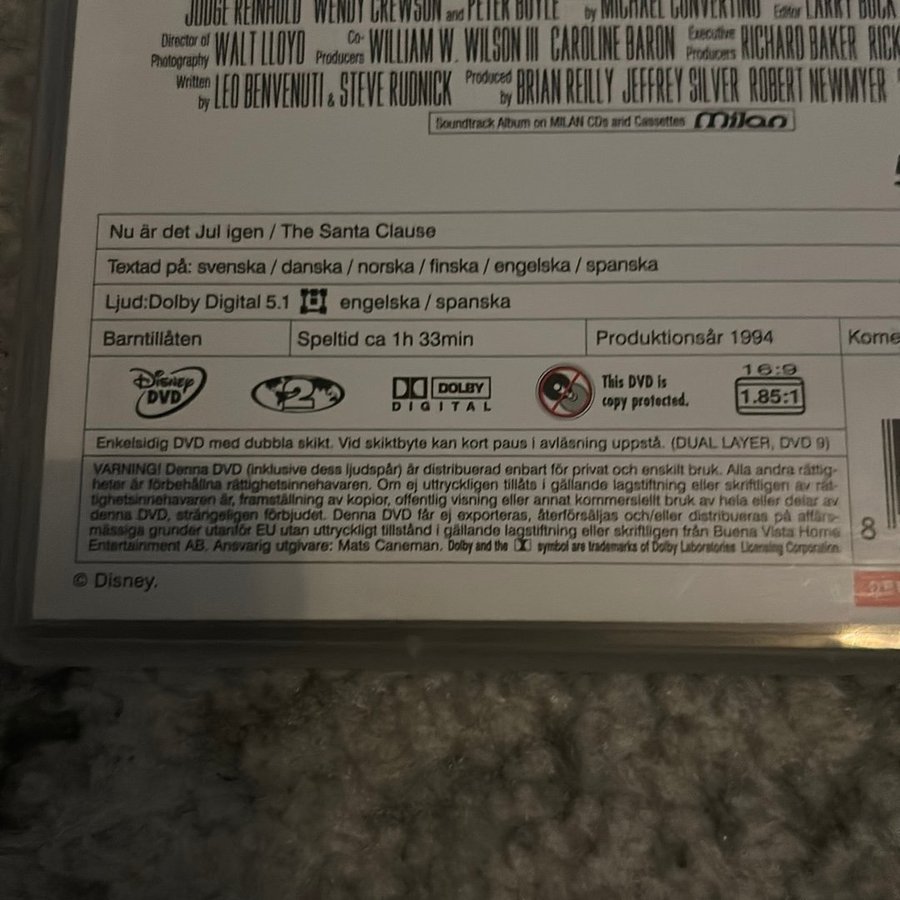 JUDGE REINHOLD WENDY CREWSON and PETER BOYLE by MICHAEL CONVERTINO Editor LARRY BOCK
Director of Photography WALT LLOYD Co-Producers WILLIAM W. WILSON III CAROLINE BARON Executive Producers RICHARD BAKER RICK
Written by LEO BENVENUTI & STEVE RUDNICK Produced by BRIAN REILLY JEFFREY SILVER ROBERT NEWMYER
Soundtrack Album on MILAN CDs and Cassettes Milan
Nu är det Jul igen / The Santa Clause
Textad på: svenska / danska / norska / finska / engelska / spanska
Ljud:Dolby Digital 5.1 engelska / spanska
Barntillåten Speltid ca 1h 33min Produktionsår 1994 Kome
DISNEY DVD 2 DOLBY DIGITAL This DVD is copy protected. 16:9 1.85:1
Enkelsidig DVD med dubbla skikt. Vid skiktbyte kan kort paus i avläsning uppstå. (DUAL LAYER, DVD 9)
VARNING! Denna DVD (inklusive dess ljudspår) är distribuerad enbart för privat och enskilt bruk. Alla andra rättig-
heter är förbehållna rättighetsinnehavaren. Om ej uttryckligen tillåts i gällande lagstiftning eller skriftligen av rät-
tighetsinnehavaren är, framställning av kopior, offentlig visning eller annat kommersiellt bruk av hela eller delar av
denna DVD, strängeligen förbjudet. Denna DVD får ej exporteras, återförsäljas och/eller distribueras på affärs-
mässiga grunder utanför EU utan uttryckligt tillstånd i gällande lagstiftning eller skriftligen från Buena Vista Home
Entertainment AB. Ansvarig utgivare: Mats Caneman. Dolby and the symbol are trademarks of Dolby Laboratories Licensing Corporation.
8
© Disney.